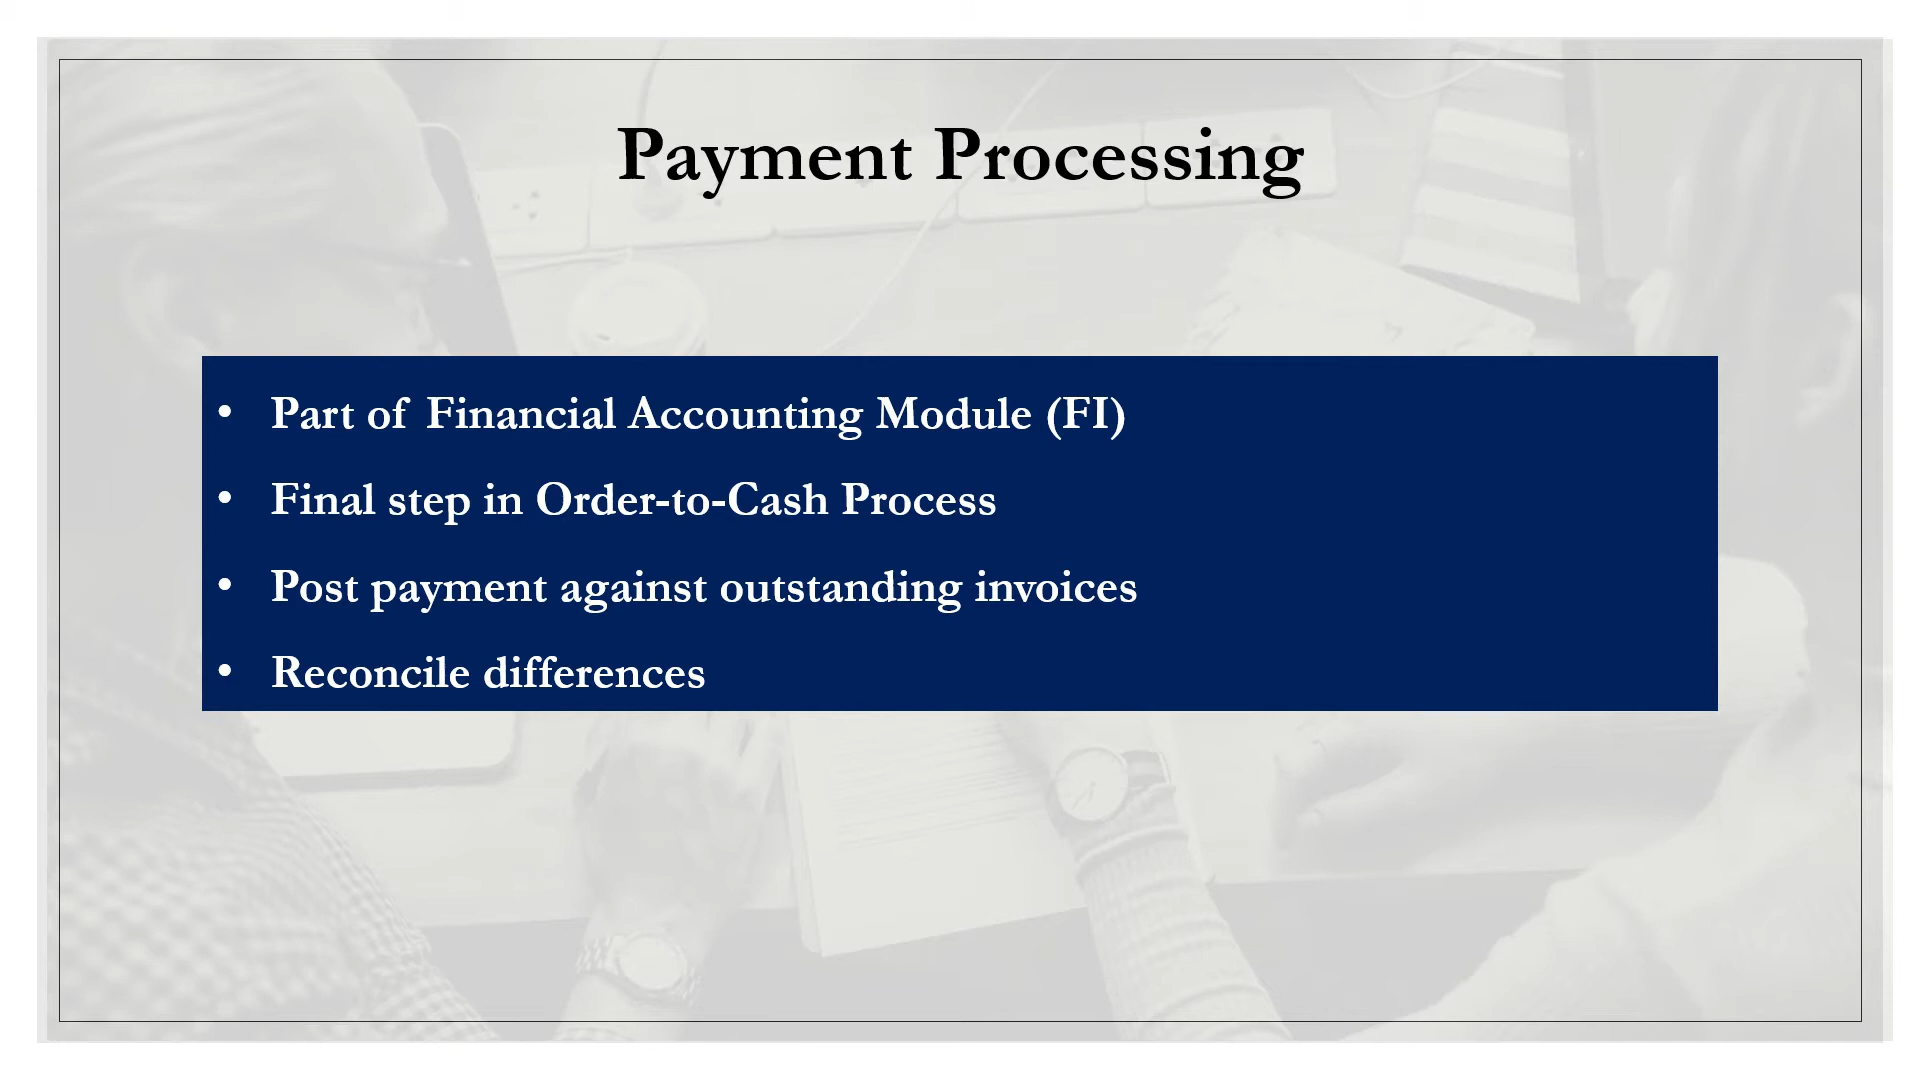 Payment Processing
• Part of Financial Accounting Module (FI)
• Final step in Order-to-Cash Process
• Post payment against outstanding invoices
• Reconcile differences